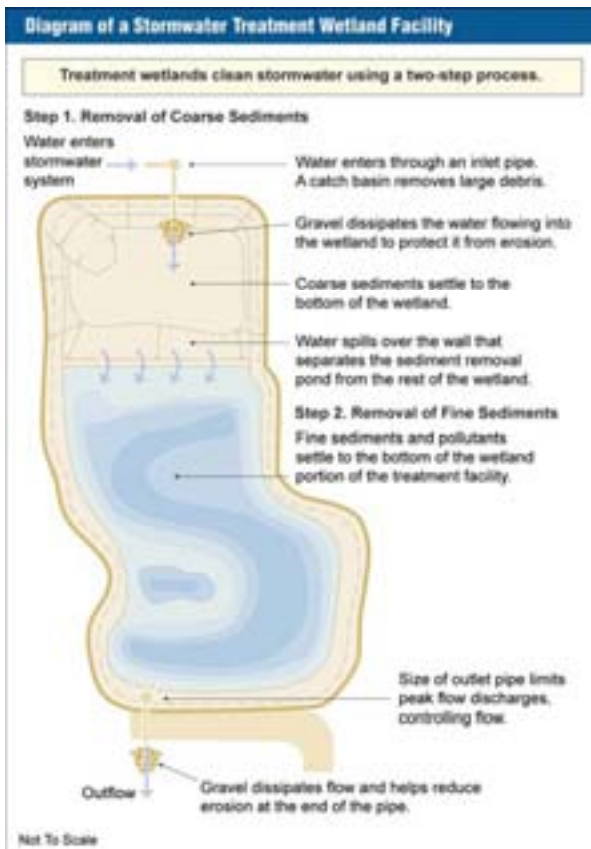 Diagram of a Stormwater Treatment Wetland Facility
Treatment wetlands clean stormwater using a two-step process.
Step 1. Removal of Coarse Sediments
Water enters
stormwater
system
Water enters through an inlet pipe.
A catch basin removes large debris.
Gravel dissipates the water flowing into
the wetland to protect it from erosion.
Coarse sediments settle to the
bottom of the wetland.
Water spills over the wall that
separates the sediment removal
pond from the rest of the wetland.
Step 2. Removal of Fine Sediments
Fine sediments and pollutants
settle to the bottom of the wetland
portion of the treatment facility.
Size of outlet pipe limits
peak flow discharges,
controlling flow.
Outflow
Gravel dissipates flow and helps reduce
erosion at the end of the pipe.
Not To Scale